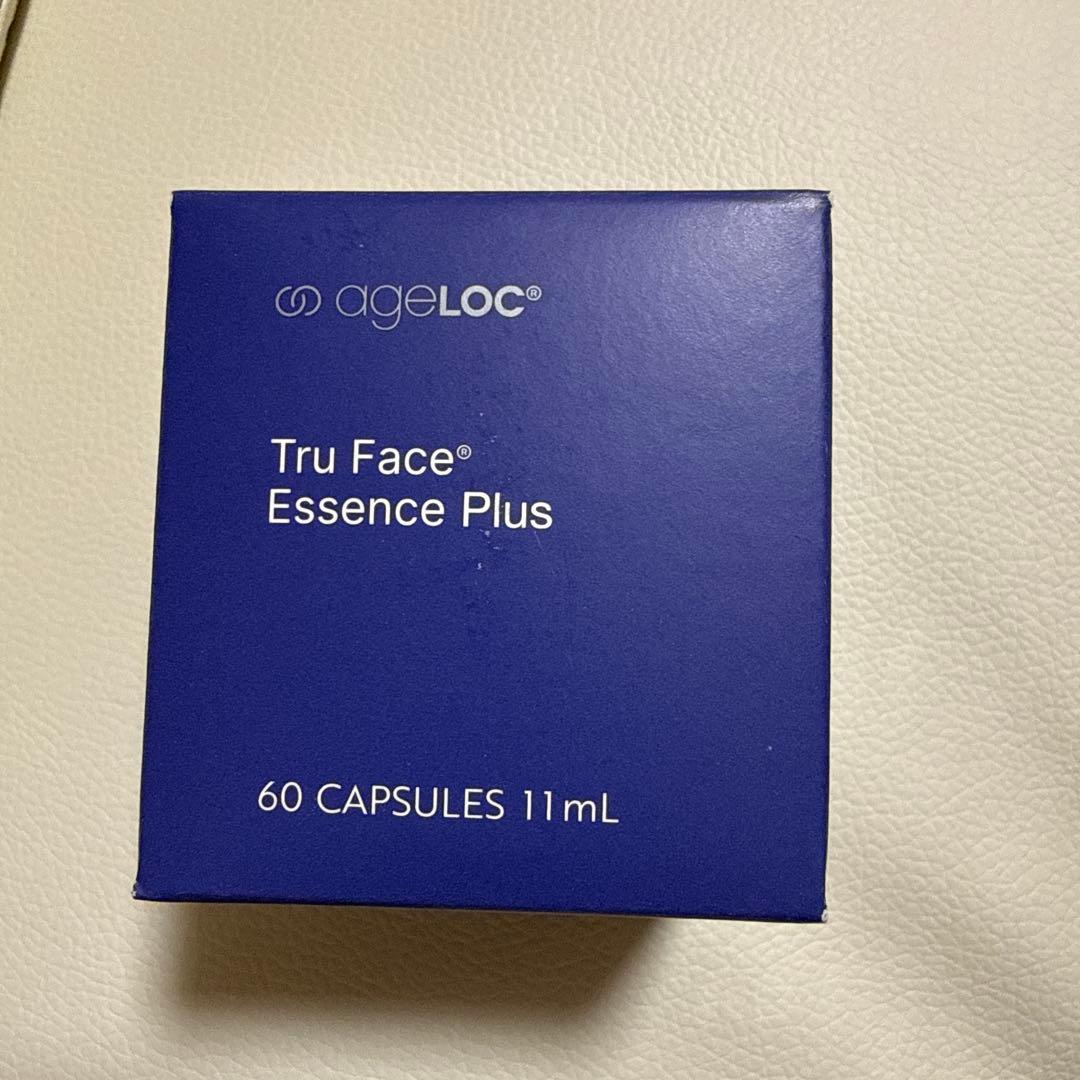 ageLOC®
Tru Face®
Essence Plus
60 CAPSULES 11mL